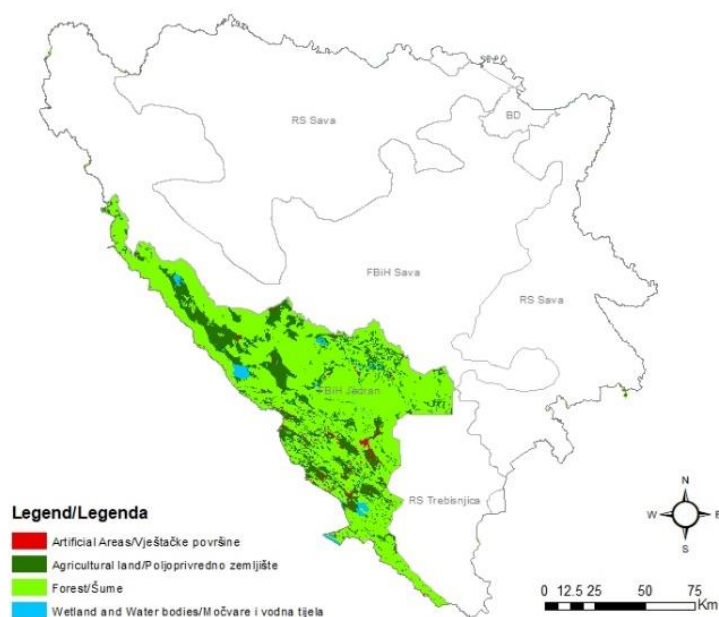 RS Sava
BD
FBiH Sava
RS Sava
FBiH Jadran
RS Trebisnjica
N
W E
S
Legend/Legenda
Artificial Areas/Vještačke površine
Agricultural land/Poljoprivredno zemljište
Forest/Šume
Wetland and Water bodies/Močvare i vodna tijela
0 12.5 25 50 75
Km